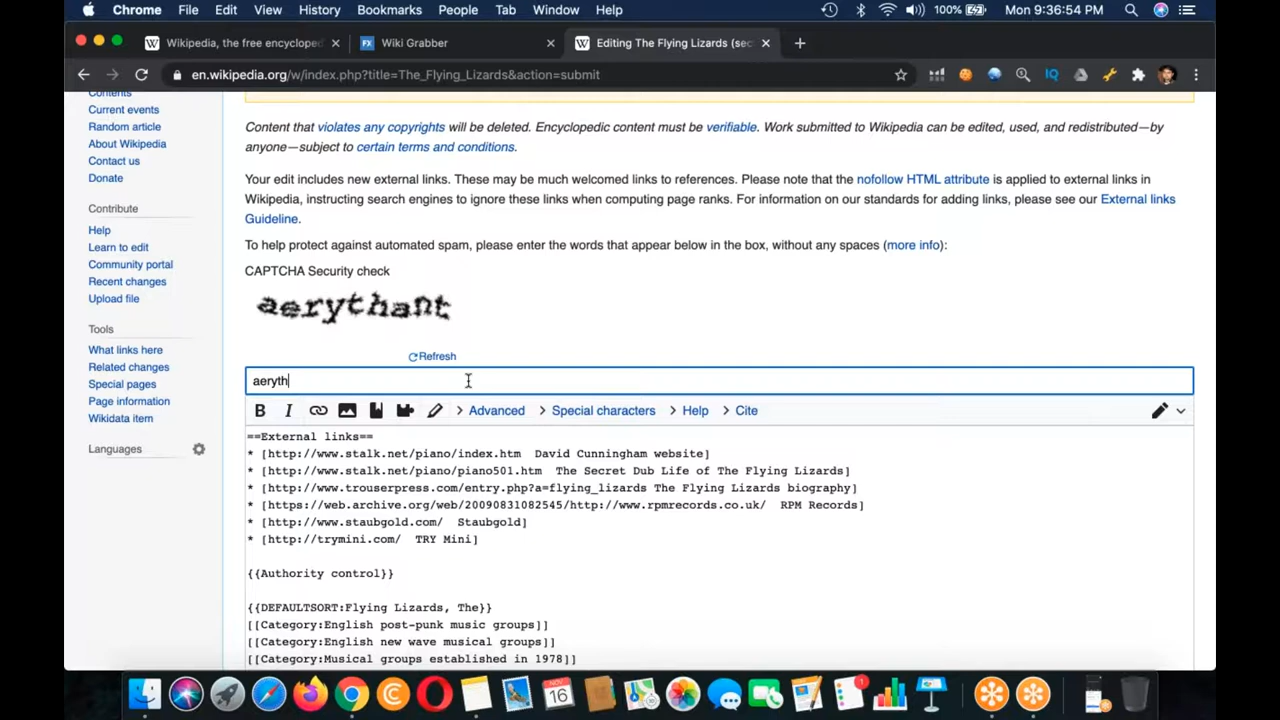 Chrome File Edit View History Bookmarks People Tab Window Help 100% Mon 9:36:54 PM
Wikipedia, the free encycloped Wiki Grabber Editing The Flying Lizards (sec
en.wikipedia.org/w/index.php?title=The_Flying_Lizards&action=submit
Contents
Current events
Random article
About Wikipedia
Contact us
Donate
Contribute
Help
Learn to edit
Community portal
Recent changes
Upload file
Tools
What links here
Related changes
Special pages
Page information
Wikidata item
Languages
Content that violates any copyrights will be deleted. Encyclopedic content must be verifiable. Work submitted to Wikipedia can be edited, used, and redistributed—by
anyone—subject to certain terms and conditions.
Your edit includes new external links. These may be much welcomed links to references. Please note that the nofollow HTML attribute is applied to external links in
Wikipedia, instructing search engines to ignore these links when computing page ranks. For information on our standards for adding links, please see our External links
Guideline.
To help protect against automated spam, please enter the words that appear below in the box, without any spaces (more info):
CAPTCHA Security check
aerythant
Refresh
aeryth
B I Advanced Special characters Help Cite
==External links==
* [http://www.stalk.net/piano/index.htm David Cunningham website]
* [http://www.stalk.net/piano/piano501.htm The Secret Dub Life of The Flying Lizards]
* [http://www.trouserpress.com/entry.php?a=flying_lizards The Flying Lizards biography]
* [https://web.archive.org/web/20090831082545/http://www.rpmrecords.co.uk/ RPM Records]
* [http://www.staubgold.com/ Staubgold]
* [http://trymini.com/ TRY Mini]
{{Authority control}}
{{DEFAULTSORT:Flying Lizards, The}}
[[Category:English post-punk music groups]]
[[Category:English new wave musical groups]]
[[Category:Musical groups established in 1978]]
NOV
16
1